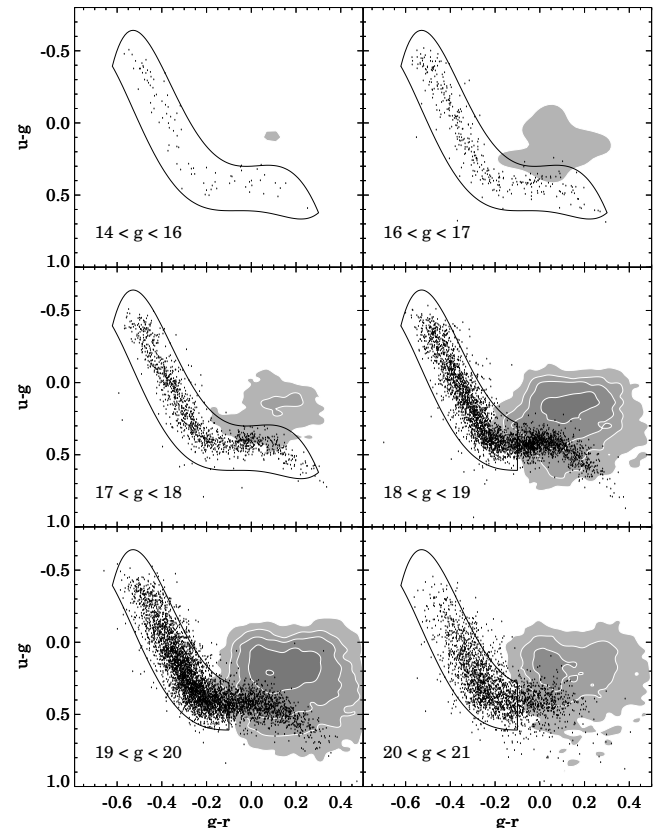 -0.5
0.0
0.5
1.0
u-g
14 < g < 16
16 < g < 17
-0.5
0.0
0.5
1.0
u-g
17 < g < 18
18 < g < 19
-0.5
0.0
0.5
1.0
u-g
19 < g < 20
20 < g < 21
-0.6 -0.4 -0.2 0.0 0.2 0.4
-0.6 -0.4 -0.2 0.0 0.2 0.4
g-r
g-r